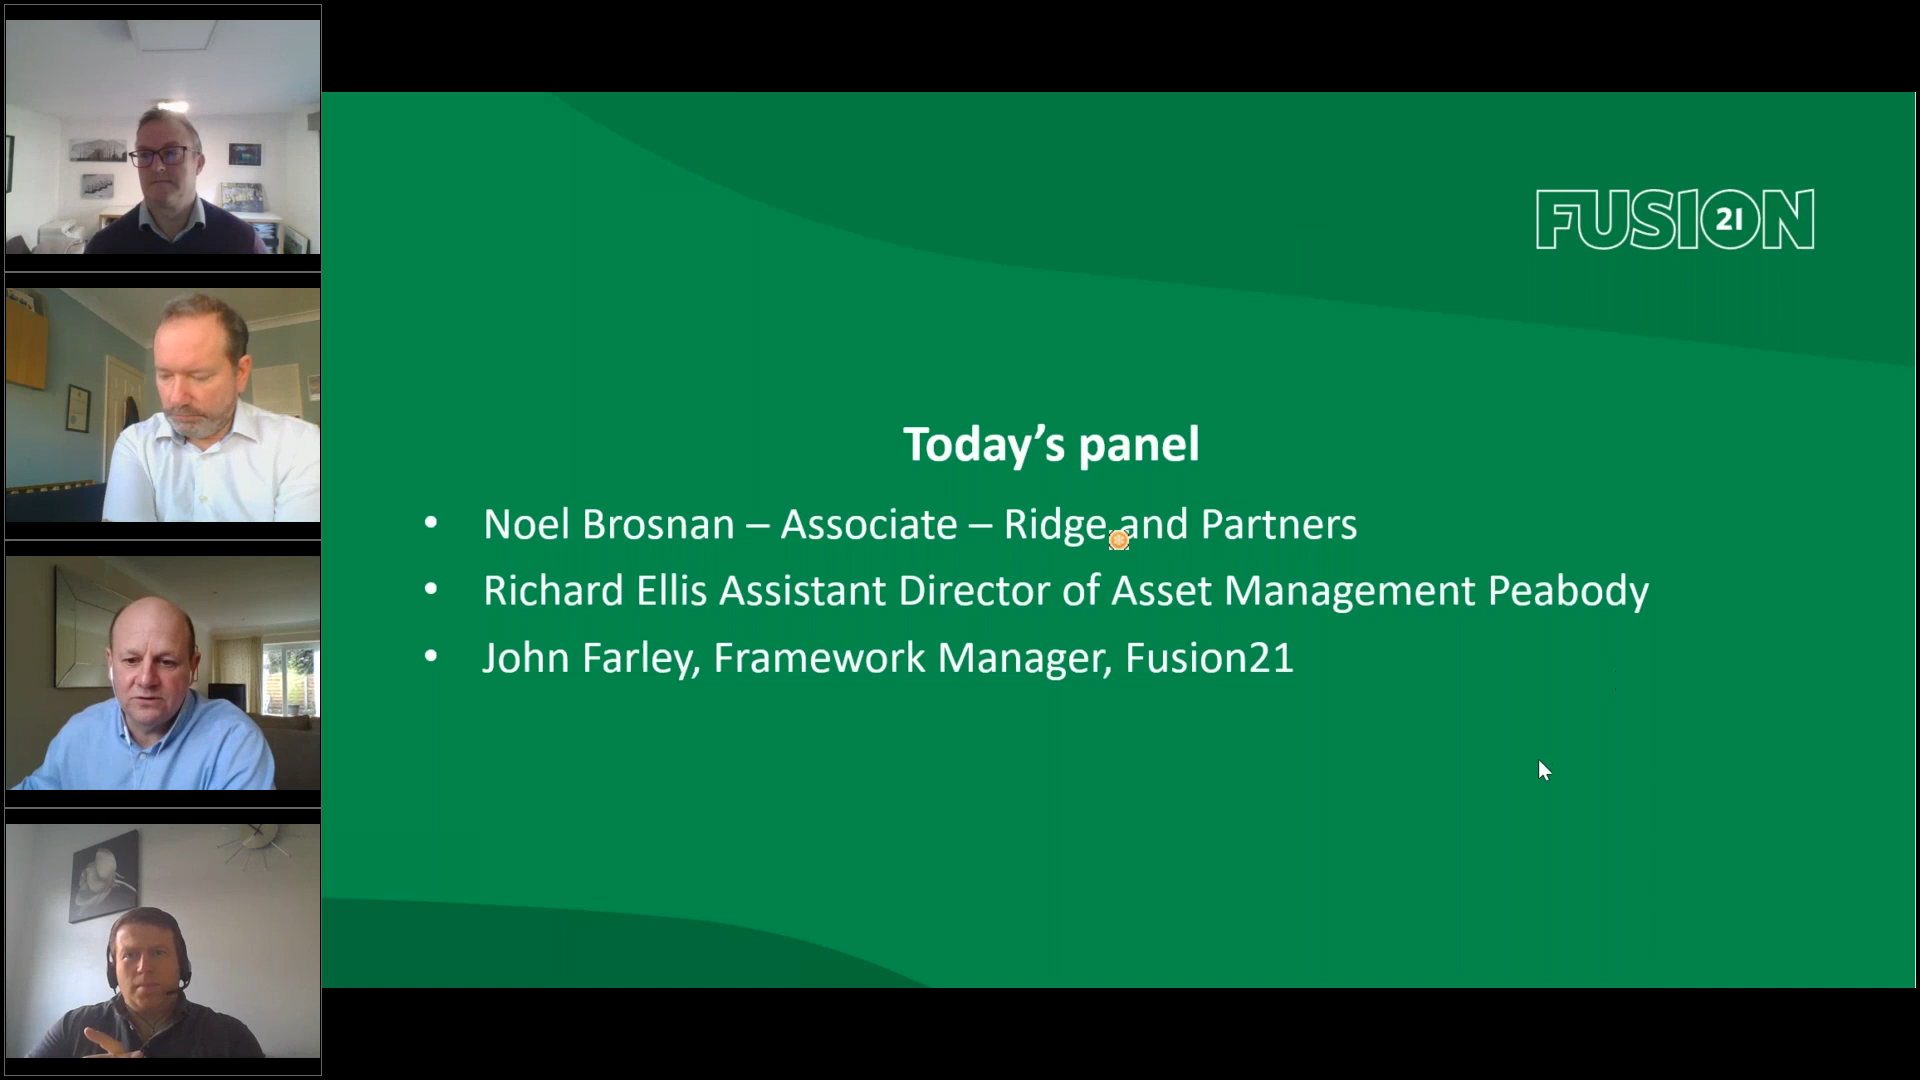 FUSION
21
Today’s panel
• Noel Brosnan – Associate – Ridge and Partners
• Richard Ellis Assistant Director of Asset Management Peabody
• John Farley, Framework Manager, Fusion21